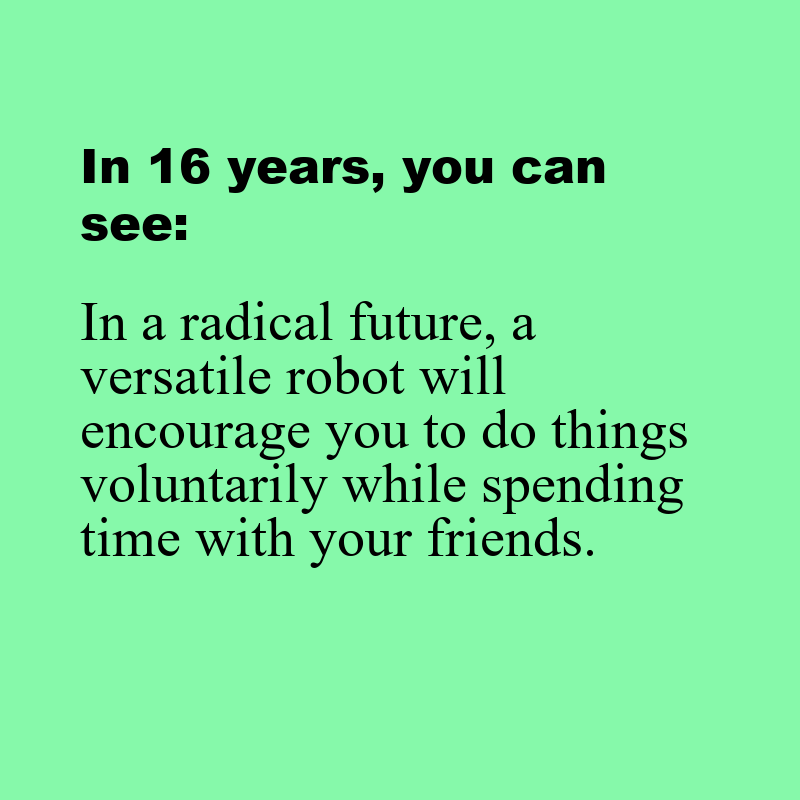 In 16 years, you can
see:
In a radical future, a
versatile robot will
encourage you to do things
voluntarily while spending
time with your friends.